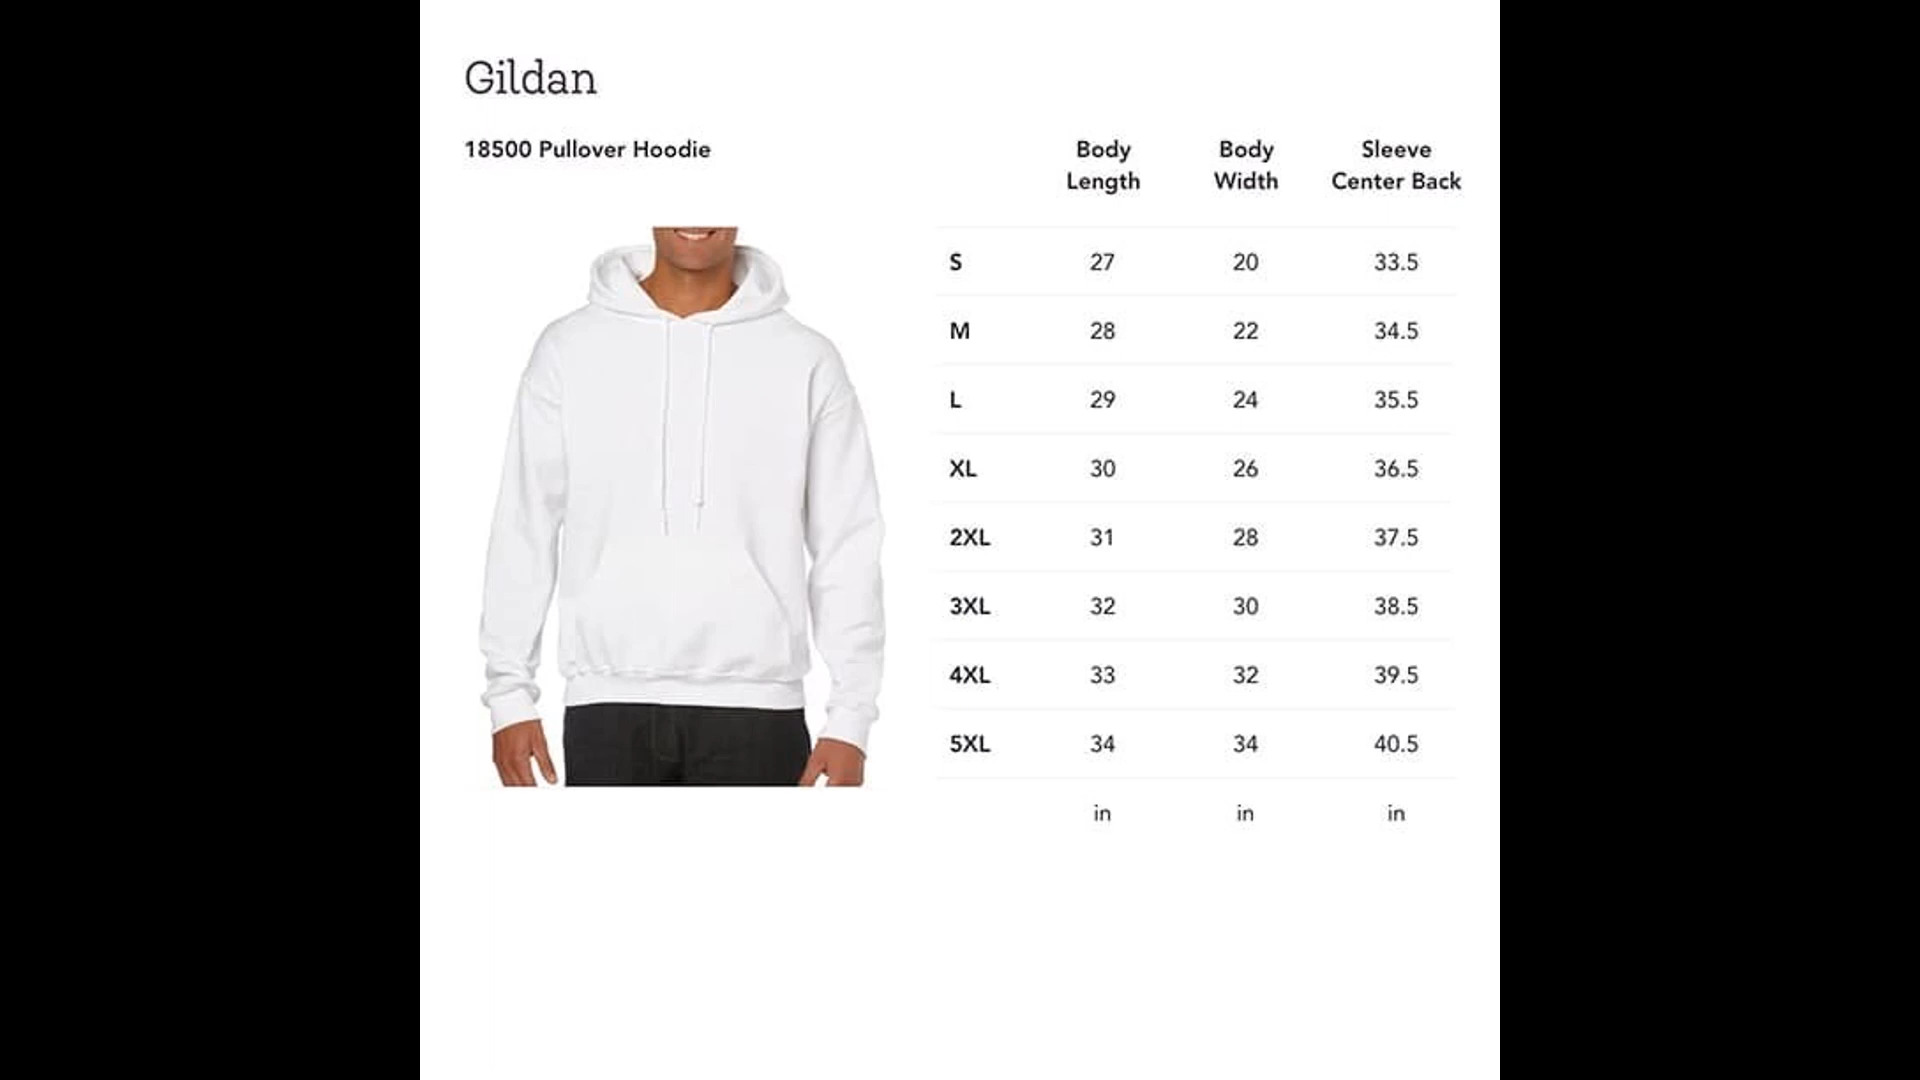 Gildan
18500 Pullover Hoodie
Body Length Body Width Sleeve Center Back
S 27 20 33.5
M 28 22 34.5
L 29 24 35.5
XL 30 26 36.5
2XL 31 28 37.5
3XL 32 30 38.5
4XL 33 32 39.5
5XL 34 34 40.5
in in in